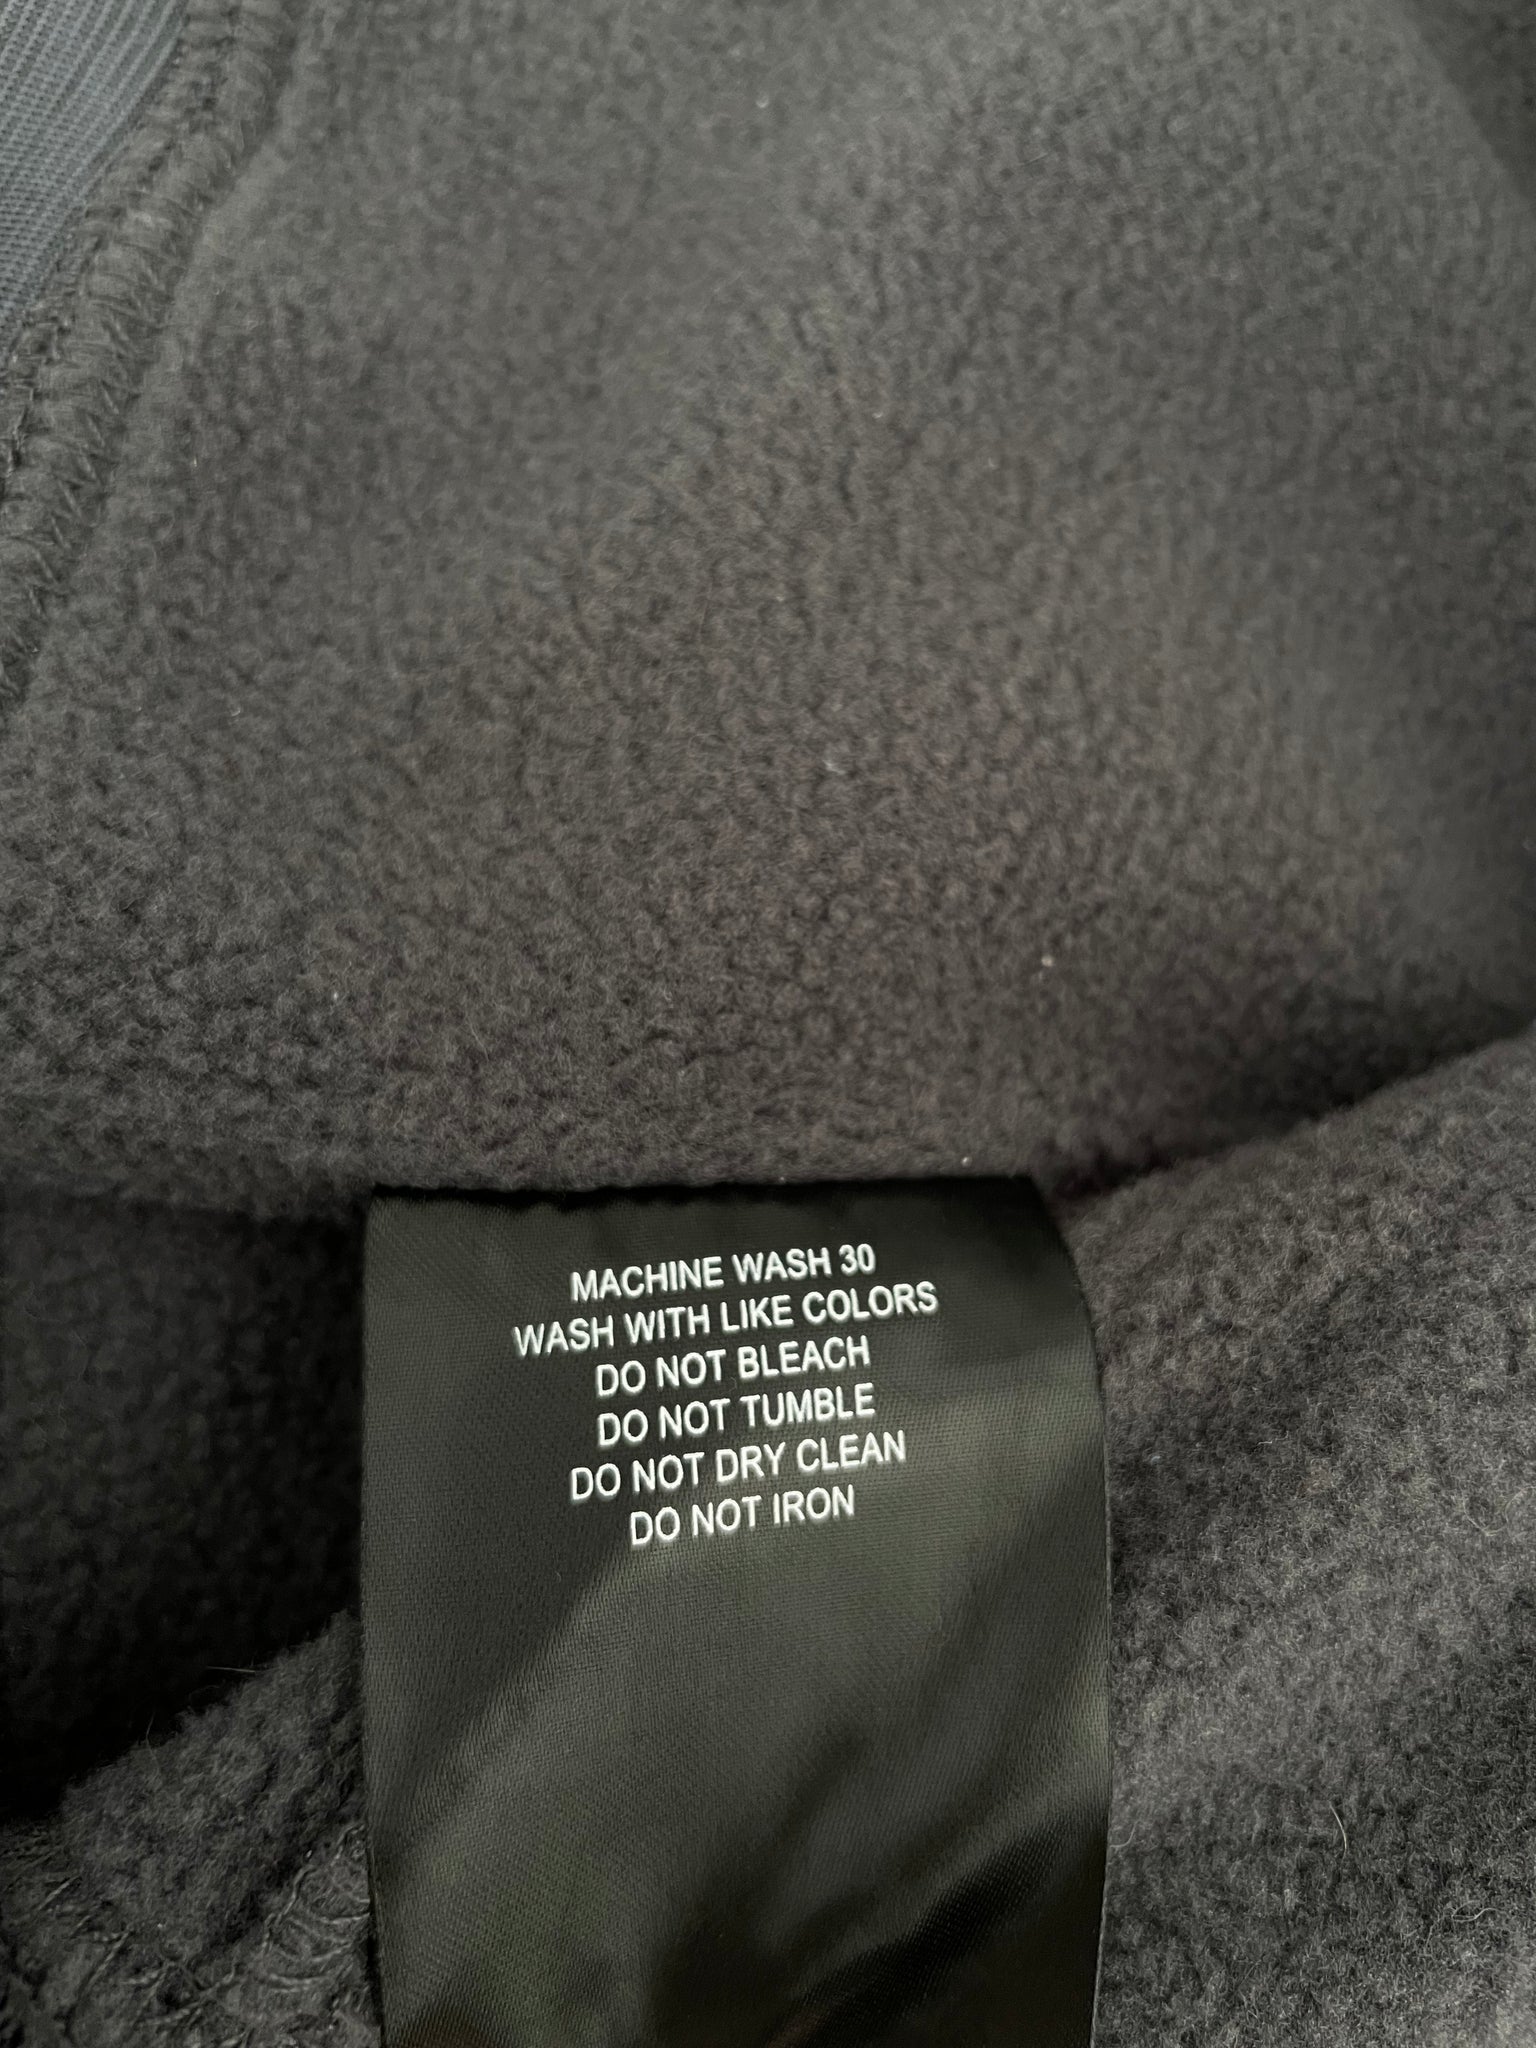 MACHINE WASH 30
WASH WITH LIKE COLORS
DO NOT BLEACH
DO NOT TUMBLE
DO NOT DRY CLEAN
DO NOT IRON